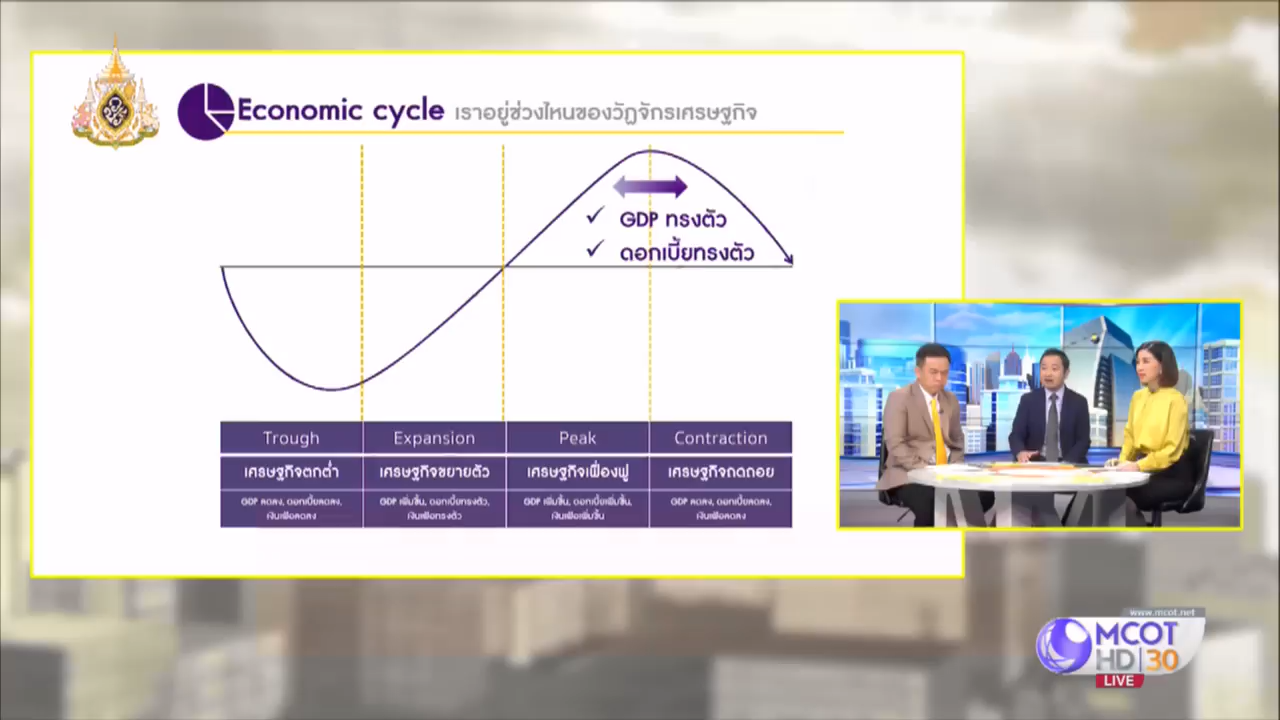 Economic cycle เราอยู่ช่วงไหนของวัฏจักรเศรษฐกิจ
✓ GDP ทรงตัว
✓ ดอกเบี้ยทรงตัว
Trough Expansion Peak Contraction
เศรษฐกิจตกต่ำ เศรษฐกิจขยายตัว เศรษฐกิจเฟื่องฟู เศรษฐกิจถดถอย
GDP ลดลง, ดอกเบี้ยลดลง, GDP เพิ่มขึ้น, ดอกเบี้ยทรงตัว, GDP เพิ่มขึ้น, ดอกเบี้ยเพิ่มขึ้น, GDP ลดลง, ดอกเบี้ยลดลง,
เงินเฟ้อลดลง เงินเฟ้อทรงตัว เงินเฟ้อเพิ่มขึ้น เงินเฟ้อลดลง
www.mcot.net
MCOT
HD 30
LIVE